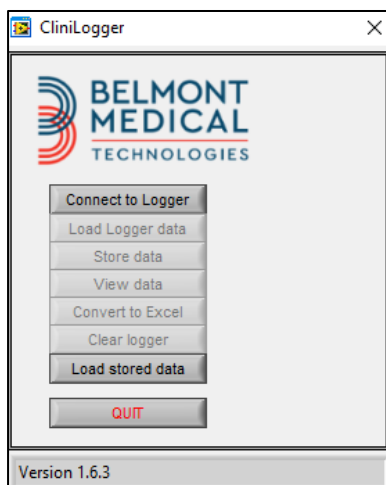 CliniLogger
BELMONT
MEDICAL
TECHNOLOGIES
Connect to Logger
Load Logger data
Store data
View data
Convert to Excel
Clear logger
Load stored data
QUIT
Version 1.6.3